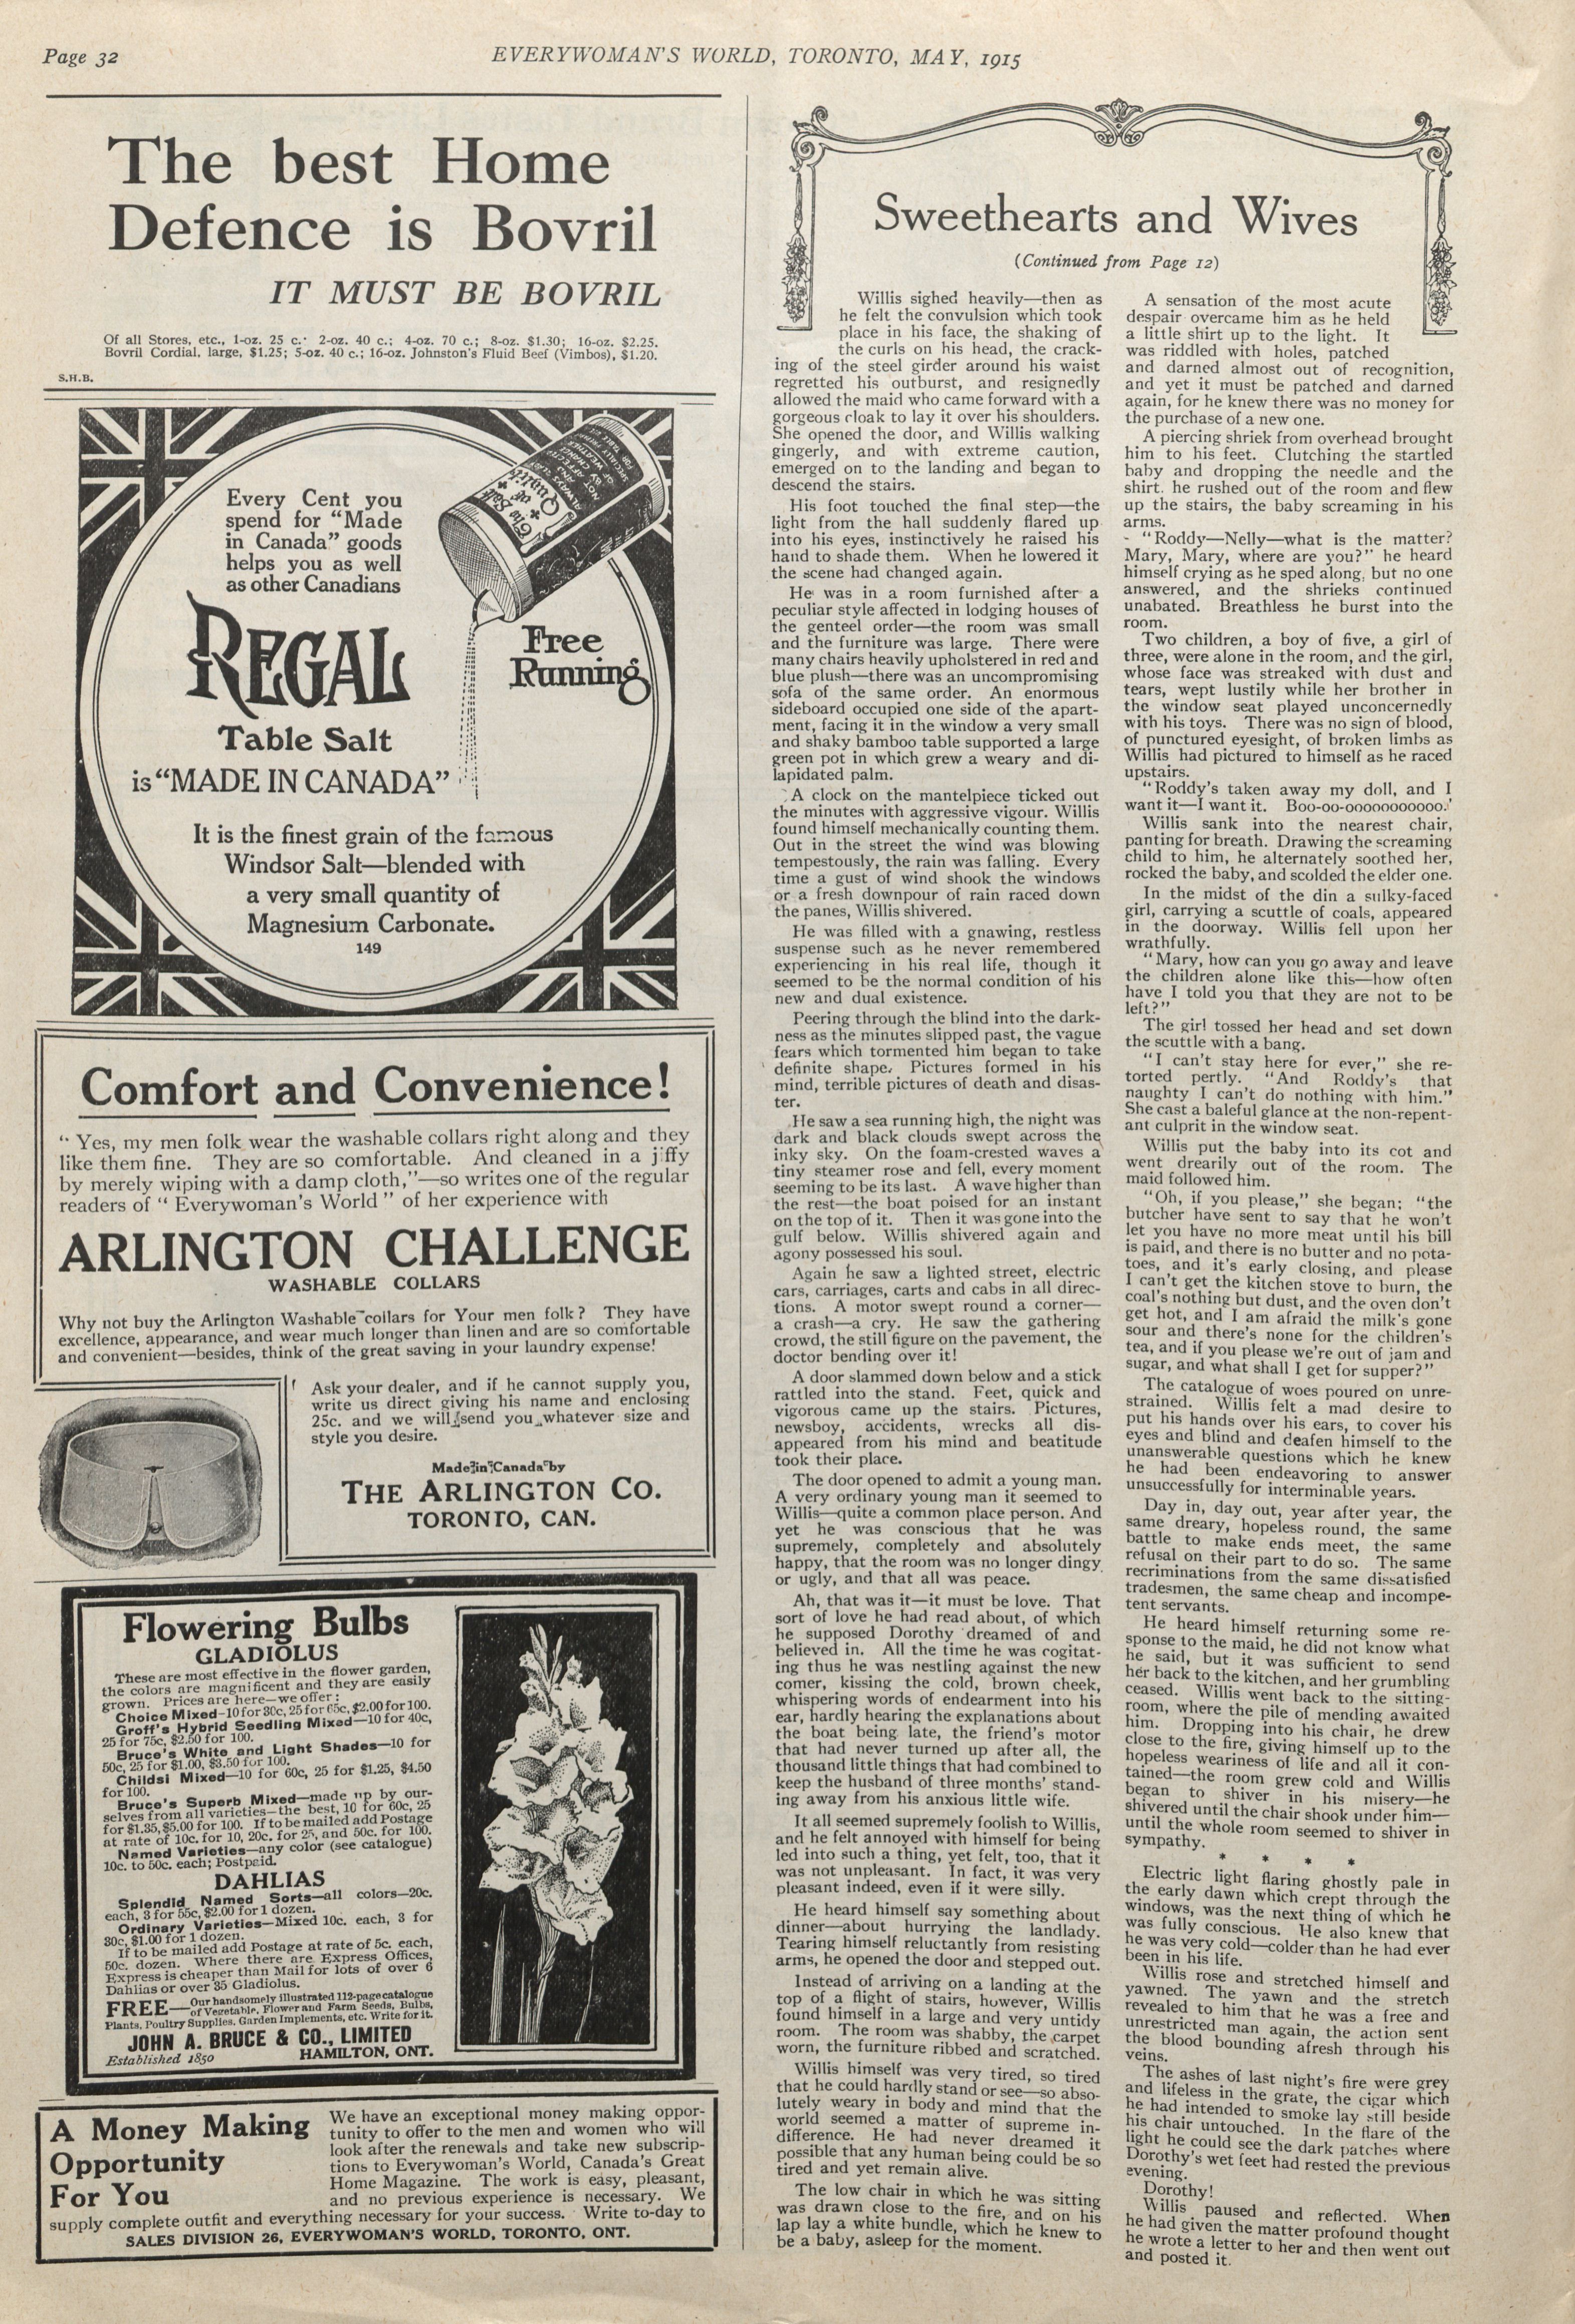 Page 32
EVERYWOMAN'S WORLD, TORONTO, MAY, 1915
The best Home
Defence is Bovril
IT MUST BE BOVRIL
Of all Stores, etc., 1-oz. 25 c.· 2-oz. 40 c.; 4-oz. 70 c.; 8-oz. $1.30; 16-oz. $2.25.
Bovril Cordial, large, $1.25; 5-oz. 40 c.; 16-oz. Johnston's Fluid Beef (Vimbos), $1.20.
S.H.B.
Every Cent you
spend for "Made
in Canada" goods
helps you as well
as other Canadians
REGAL
Free
Running
Table Salt
is "MADE IN CANADA"
It is the finest grain of the famous
Windsor Salt—blended with
a very small quantity of
Magnesium Carbonate.
149
The Salt
of
Quality
Comfort and Convenience!
"Yes, my men folk wear the washable collars right along and they
like them fine. They are so comfortable. And cleaned in a jiffy
by merely wiping with a damp cloth,"—so writes one of the regular
readers of "Everywoman's World" of her experience with
ARLINGTON CHALLENGE
WASHABLE COLLARS
Why not buy the Arlington Washable collars for Your men folk? They have
excellence, appearance, and wear much longer than linen and are so comfortable
and convenient—besides, think of the great saving in your laundry expense!
Ask your dealer, and if he cannot supply you,
write us direct giving his name and enclosing
25c. and we will send you whatever size and
style you desire.
Made in Canada by
THE ARLINGTON CO.
TORONTO, CAN.
Flowering Bulbs
GLADIOLUS
These are most effective in the flower garden,
the colors are magnificent and they are easily
grown. Prices are here—we offer:
Choice Mixed—10 for 30c, 25 for 65c, $2.00 for 100.
Groff's Hybrid Seedling Mixed—10 for 40c,
25 for 75c, $2.50 for 100.
Bruce's White and Light Shades—10 for
50c, 25 for $1.00, $3.50 for 100.
Childsi Mixed—10 for 60c, 25 for $1.25, $4.50
for 100.
Bruce's Superb Mixed—made up by our-
selves from all varieties—the best, 10 for 60c, 25
for $1.35, $5.00 for 100. If to be mailed add Postage
at rate of 10c. for 10, 20c. for 25, and 50c. for 100.
Named Varieties—any color (see catalogue)
10c. to 50c. each; Postpaid.
DAHLIAS
Splendid Named Sorts—all colors—20c.
each, 3 for 55c, $2.00 for 1 dozen.
Ordinary Varieties—Mixed 10c. each, 3 for
30c, $1.00 for 1 dozen.
If to be mailed add Postage at rate of 5c. each,
50c. dozen. Where there are Express Offices,
Express is cheaper than Mail for lots of over 6
Dahlias or over 35 Gladiolus.
FREE—Our handsomely illustrated 112-page catalogue
of Vegetable, Flower and Farm Seeds, Bulbs,
Plants, Poultry Supplies, Garden Implements, etc. Write for it.
JOHN A. BRUCE & CO., LIMITED
Established 1850 HAMILTON, ONT.
A Money Making
Opportunity
For You
We have an exceptional money making oppor-
tunity to offer to the men and women who will
look after the renewals and take new subscrip-
tions to Everywoman's World, Canada's Great
Home Magazine. The work is easy, pleasant,
and no previous experience is necessary. We
supply complete outfit and everything necessary for your success. Write to-day to
SALES DIVISION 26, EVERYWOMAN'S WORLD, TORONTO, ONT.
Sweethearts and Wives
(Continued from Page 12)
Willis sighed heavily—then as
he felt the convulsion which took
place in his face, the shaking of
the curls on his head, the crack-
ing of the steel girder around his waist
regretted his outburst, and resignedly
allowed the maid who came forward with a
gorgeous cloak to lay it over his shoulders.
She opened the door, and Willis walking
gingerly, and with extreme caution,
emerged on to the landing and began to
descend the stairs.
His foot touched the final step—the
light from the hall suddenly flared up
into his eyes, instinctively he raised his
hand to shade them. When he lowered it
the scene had changed again.
He was in a room furnished after a
peculiar style affected in lodging houses of
the genteel order—the room was small
and the furniture was large. There were
many chairs heavily upholstered in red and
blue plush—there was an uncompromising
sofa of the same order. An enormous
sideboard occupied one side of the apart-
ment, facing it in the window a very small
and shaky bamboo table supported a large
green pot in which grew a weary and di-
lapidated palm.
A clock on the mantelpiece ticked out
the minutes with aggressive vigour. Willis
found himself mechanically counting them.
Out in the street the wind was blowing
tempestously, the rain was falling. Every
time a gust of wind shook the windows
or a fresh downpour of rain raced down
the panes, Willis shivered.
He was filled with a gnawing, restless
suspense such as he never remembered
experiencing in his real life, though it
seemed to be the normal condition of his
new and dual existence.
Peering through the blind into the dark-
ness as the minutes slipped past, the vague
fears which tormented him began to take
definite shape. Pictures formed in his
mind, terrible pictures of death and disas-
ter.
He saw a sea running high, the night was
dark and black clouds swept across the
inky sky. On the foam-crested waves a
tiny steamer rose and fell, every moment
seeming to be its last. A wave higher than
the rest—the boat poised for an instant
on the top of it. Then it was gone into the
gulf below. Willis shivered again and
agony possessed his soul.
Again he saw a lighted street, electric
cars, carriages, carts and cabs in all direc-
tions. A motor swept round a corner—
a crash—a cry. He saw the gathering
crowd, the still figure on the pavement, the
doctor bending over it!
A door slammed down below and a stick
rattled into the stand. Feet, quick and
vigorous came up the stairs. Pictures,
newsboy, accidents, wrecks all dis-
appeared from his mind and beatitude
took their place.
The door opened to admit a young man.
A very ordinary young man it seemed to
Willis—quite a common place person. And
yet he was conscious that he was
supremely, completely and absolutely
happy, that the room was no longer dingy
or ugly, and that all was peace.
Ah, that was it—it must be love. That
sort of love he had read about, of which
he supposed Dorothy dreamed of and
believed in. All the time he was cogitat-
ing thus he was nestling against the new
comer, kissing the cold, brown cheek,
whispering words of endearment into his
ear, hardly hearing the explanations about
the boat being late, the friend's motor
that had never turned up after all, the
thousand little things that had combined to
keep the husband of three months' stand-
ing away from his anxious little wife.
It all seemed supremely foolish to Willis,
and he felt annoyed with himself for being
led into such a thing, yet felt, too, that it
was not unpleasant. In fact, it was very
pleasant indeed, even if it were silly.
He heard himself say something about
dinner—about hurrying the landlady.
Tearing himself reluctantly from resisting
arms, he opened the door and stepped out.
Instead of arriving on a landing at the
top of a flight of stairs, however, Willis
found himself in a large and very untidy
room. The room was shabby, the carpet
worn, the furniture ribbed and scratched.
Willis himself was very tired, so tired
that he could hardly stand or see—so abso-
lutely weary in body and mind that the
world seemed a matter of supreme in-
difference. He had never dreamed it
possible that any human being could be so
tired and yet remain alive.
The low chair in which he was sitting
was drawn close to the fire, and on his
lap lay a white bundle, which he knew to
be a baby, asleep for the moment.
A sensation of the most acute
despair overcame him as he held
a little shirt up to the light. It
was riddled with holes, patched
and darned almost out of recognition,
and yet it must be patched and darned
again, for he knew there was no money for
the purchase of a new one.
A piercing shriek from overhead brought
him to his feet. Clutching the startled
baby and dropping the needle and the
shirt. he rushed out of the room and flew
up the stairs, the baby screaming in his
arms.
"Roddy—Nelly—what is the matter?
Mary, Mary, where are you?" he heard
himself crying as he sped along, but no one
answered, and the shrieks continued
unabated. Breathless he burst into the
room.
Two children, a boy of five, a girl of
three, were alone in the room, and the girl,
whose face was streaked with dust and
tears, wept lustily while her brother in
the window seat played unconcernedly
with his toys. There was no sign of blood,
of punctured eyesight, of broken limbs as
Willis had pictured to himself as he raced
upstairs.
"Roddy's taken away my doll, and I
want it—I want it. Boo-oo-ooooooooooo.'
Willis sank into the nearest chair,
panting for breath. Drawing the screaming
child to him, he alternately soothed her,
rocked the baby, and scolded the elder one.
In the midst of the din a sulky-faced
girl, carrying a scuttle of coals, appeared
in the doorway. Willis fell upon her
wrathfully.
"Mary, how can you go away and leave
the children alone like this—how often
have I told you that they are not to be
left?"
The girl tossed her head and set down
the scuttle with a bang.
"I can't stay here for ever," she re-
torted pertly. "And Roddy's that
naughty I can't do nothing with him."
She cast a baleful glance at the non-repent-
ant culprit in the window seat.
Willis put the baby into its cot and
went drearily out of the room. The
maid followed him.
"Oh, if you please," she began; "the
butcher have sent to say that he won't
let you have no more meat until his bill
is paid, and there is no butter and no pota-
toes, and it's early closing, and please
I can't get the kitchen stove to burn, the
coal's nothing but dust, and the oven don't
get hot, and I am afraid the milk's gone
sour and there's none for the children's
tea, and if you please we're out of jam and
sugar, and what shall I get for supper?"
The catalogue of woes poured on unre-
strained. Willis felt a mad desire to
put his hands over his ears, to cover his
eyes and blind and deafen himself to the
unanswerable questions which he knew
he had been endeavoring to answer
unsuccessfully for interminable years.
Day in, day out, year after year, the
same dreary, hopeless round, the same
battle to make ends meet, the same
refusal on their part to do so. The same
recriminations from the same dissatisfied
tradesmen, the same cheap and incompe-
tent servants.
He heard himself returning some re-
sponse to the maid, he did not know what
he said, but it was sufficient to send
her back to the kitchen, and her grumbling
ceased. Willis went back to the sitting-
room, where the pile of mending awaited
him. Dropping into his chair, he drew
close to the fire, giving himself up to the
hopeless weariness of life and all it con-
tained—the room grew cold and Willis
began to shiver in his misery—he
shivered until the chair shook under him—
until the whole room seemed to shiver in
sympathy.
* * * *
Electric light flaring ghostly pale in
the early dawn which crept through the
windows, was the next thing of which he
was fully conscious. He also knew that
he was very cold—colder than he had ever
been in his life.
Willis rose and stretched himself and
yawned. The yawn and the stretch
revealed to him that he was a free and
unrestricted man again, the action sent
the blood bounding afresh through his
veins.
The ashes of last night's fire were grey
and lifeless in the grate, the cigar which
he had intended to smoke lay still beside
his chair untouched. In the flare of the
light he could see the dark patches where
Dorothy's wet feet had rested the previous
evening.
Dorothy!
Willis paused and reflected. When
he had given the matter profound thought
he wrote a letter to her and then went out
and posted it.